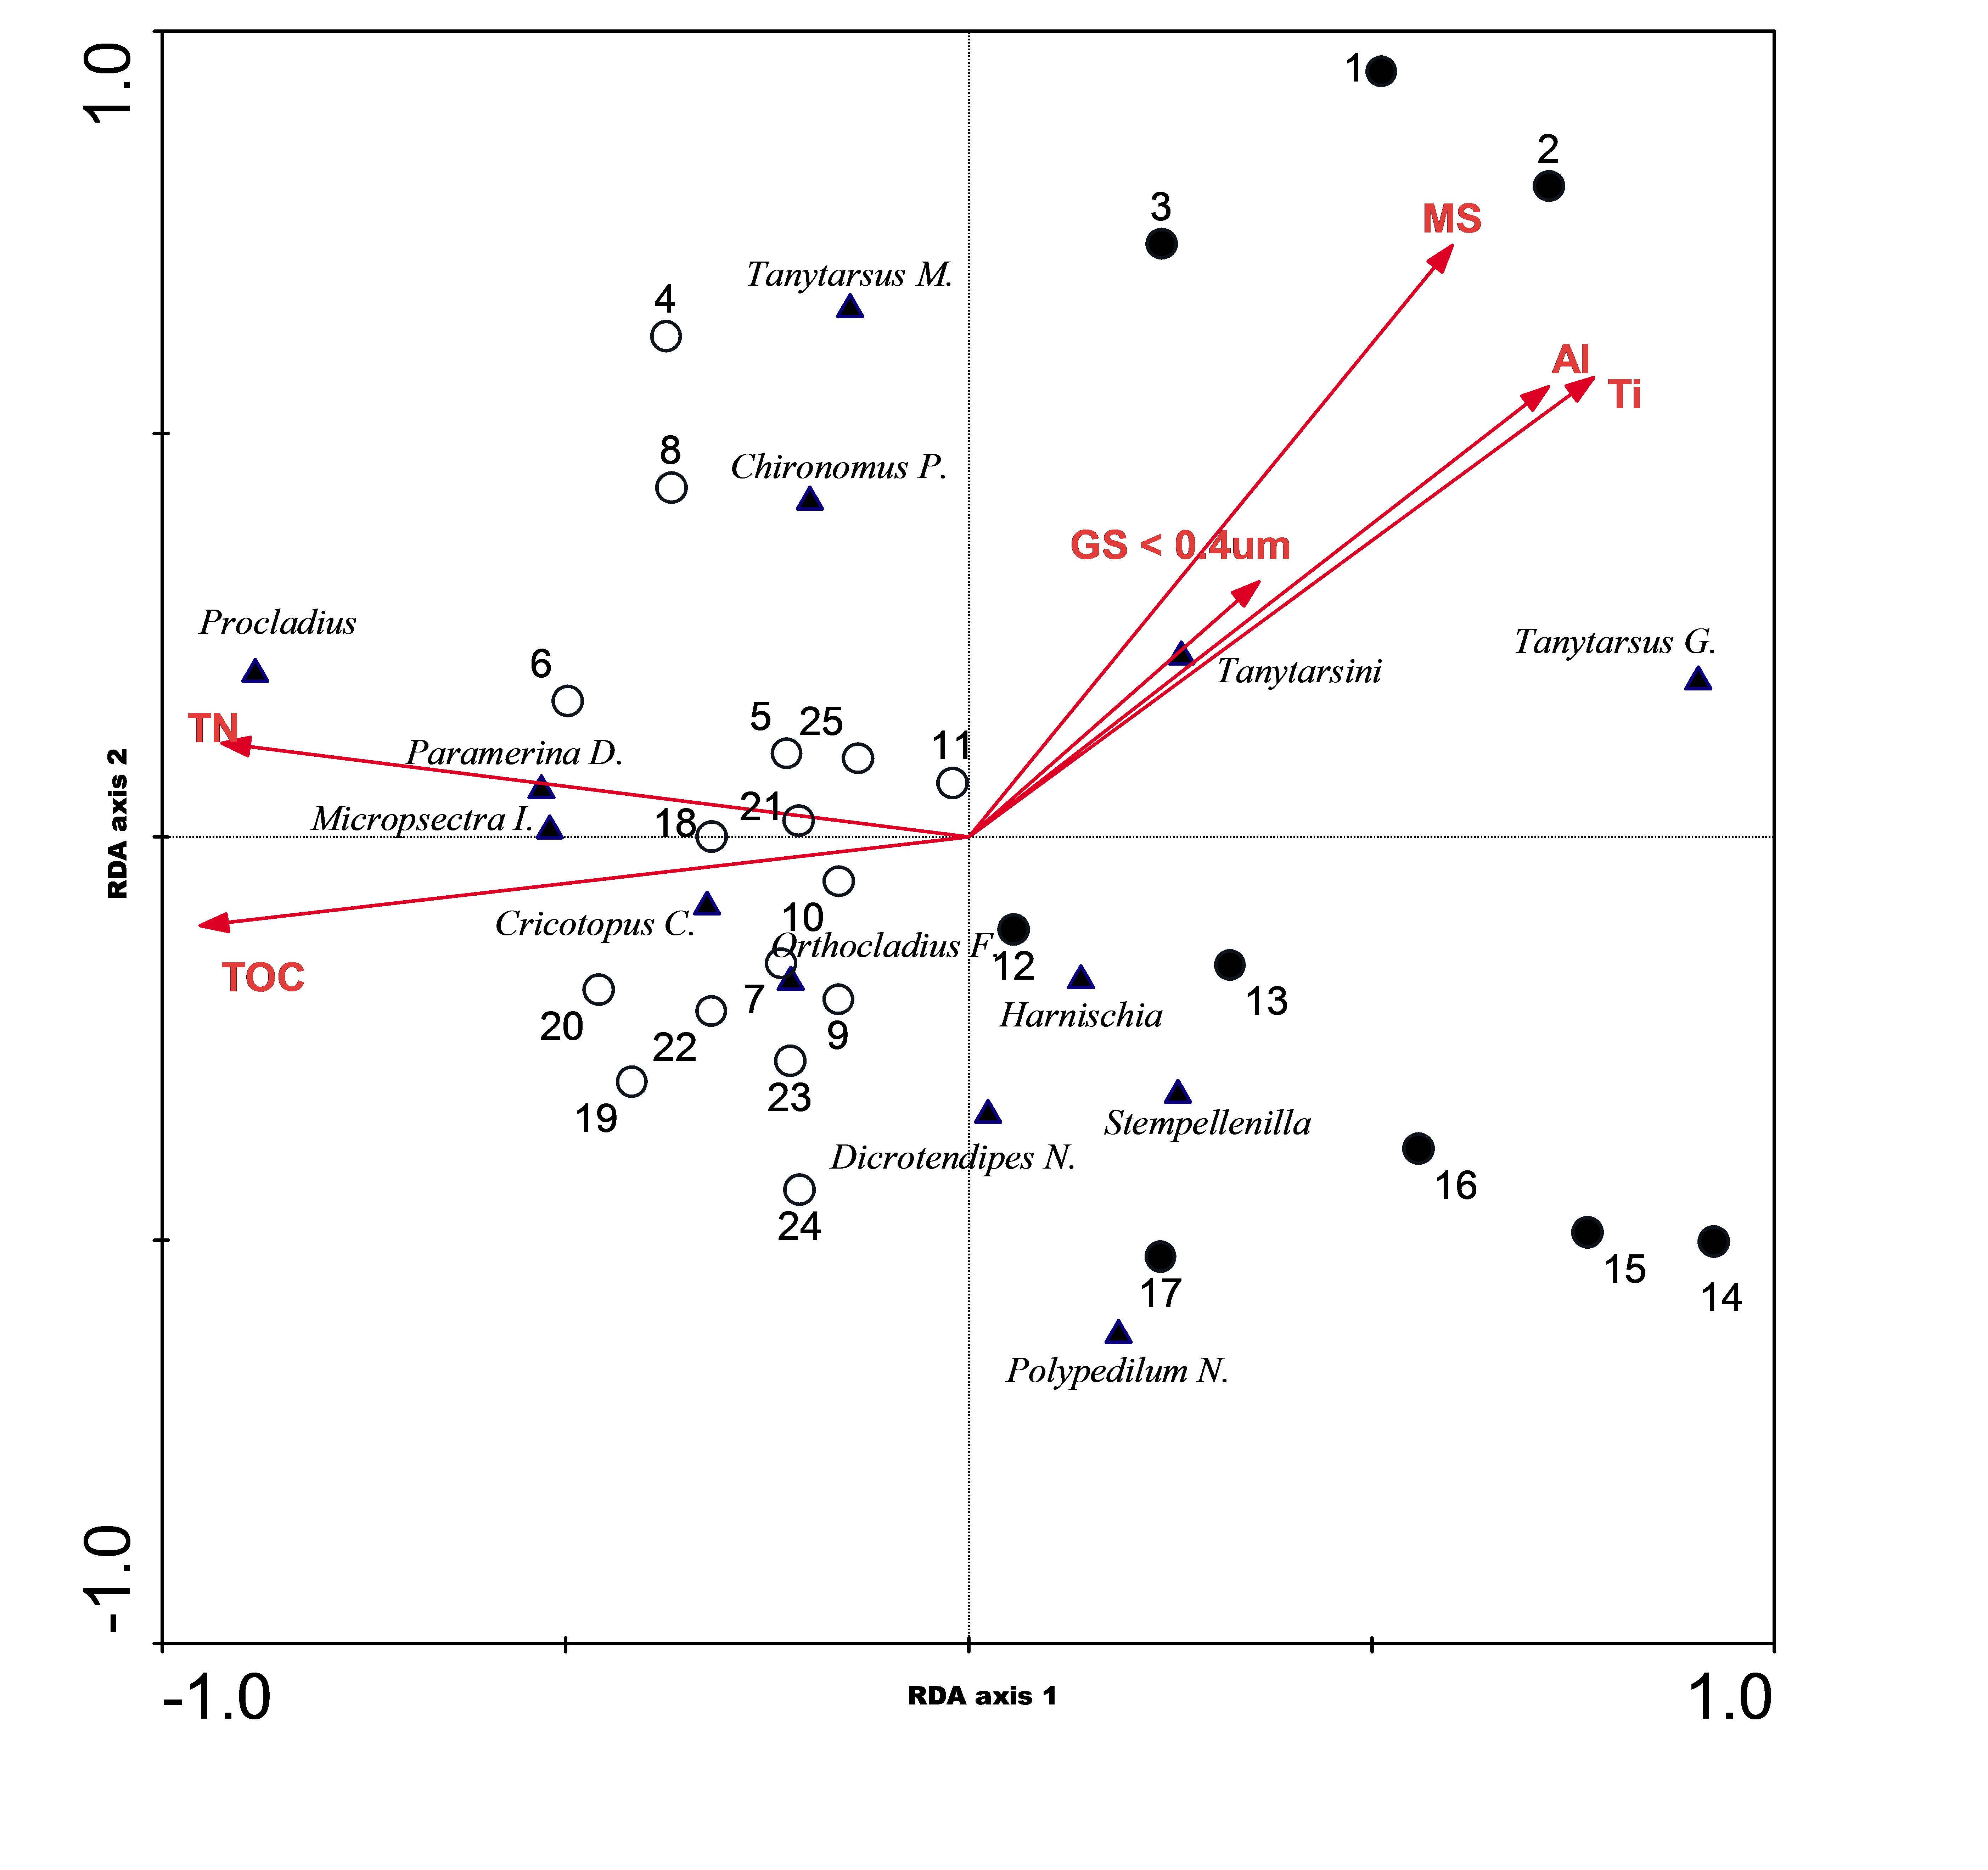 1.0
1
2
3
MS
4
Tanytarsus M.
Al
Ti
8
Chironomus P.
GS < 0.4um
Procladius
Tanytarsus G.
6
Tanytarsini
TN
5
25
11
Paramerina D.
21
Micropsectra I.
18
RDA axis 2
10
Cricotopus C.
Orthocladius F.
12
TOC
7
13
20
9
Harnischia
22
23
19
Stempellenilla
Dicrotendipes N.
16
24
15
17
14
Polypedilum N.
-1.0
-1.0
RDA axis 1
1.0